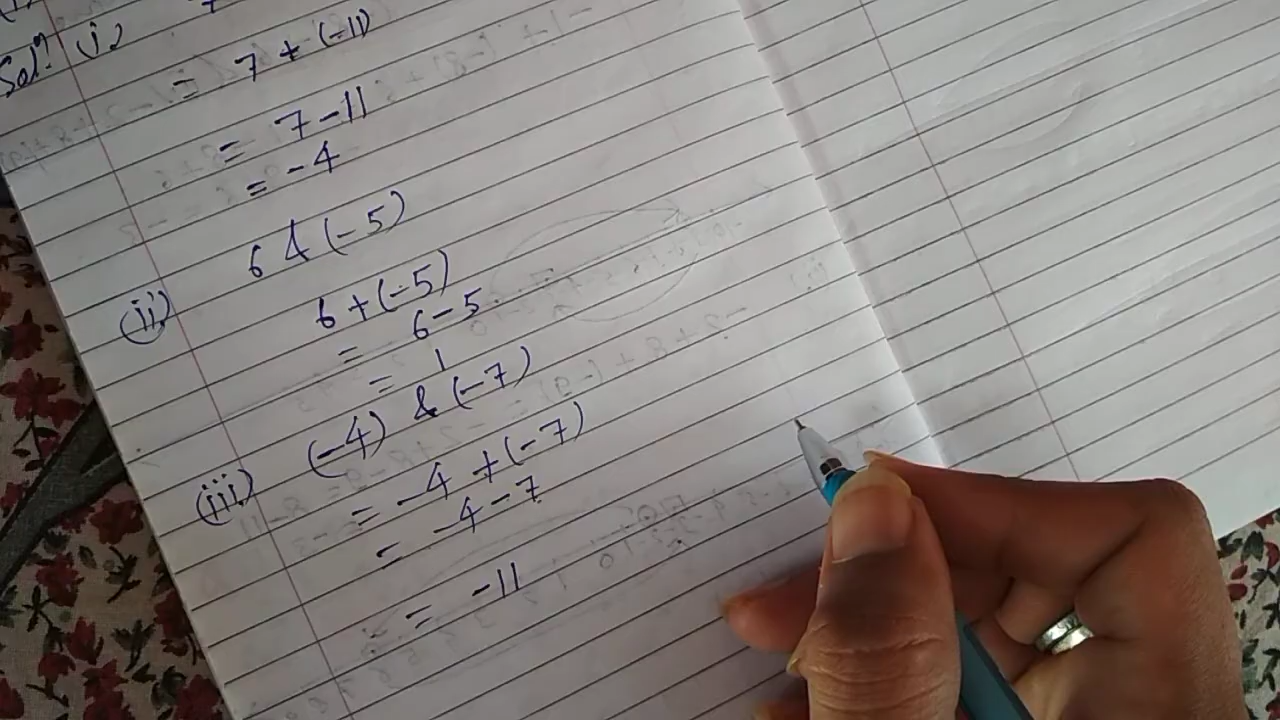 Solⁿ (i)
= 7 + (-11)
= 7 - 11
= -4
(ii) 6 & (-5)
6 + (-5)
= 6 - 5
= 1
(iii) (-4) & (-7)
= -4 + (-7)
= -4 - 7
= -11